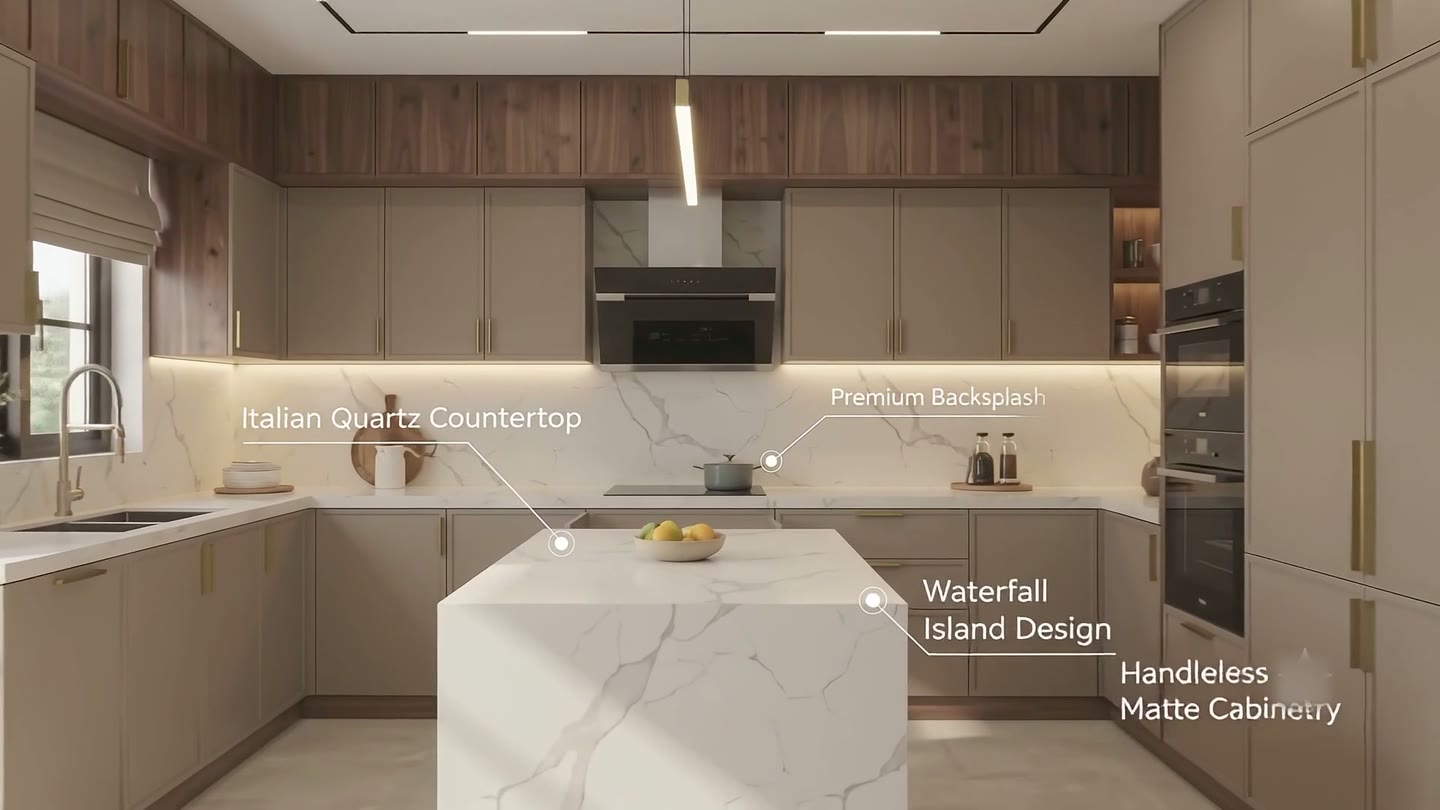 Italian Quartz Countertop
Premium Backsplash
Waterfall
Island Design
Handleless
Matte Cabinetry